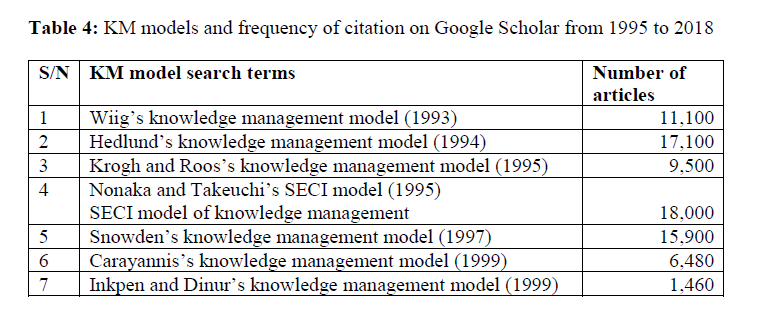 Table 4: KM models and frequency of citation on Google Scholar from 1995 to 2018
S/N KM model search terms Number of
articles
1 Wiig's knowledge management model (1993) 11,100
2 Hedlund's knowledge management model (1994) 17,100
3 Krogh and Roos's knowledge management model (1995) 9,500
4 Nonaka and Takeuchi's SECI model (1995)
SECI model of knowledge management 18,000
5 Snowden's knowledge management model (1997) 15,900
6 Carayannis's knowledge management model (1999) 6,480
7 Inkpen and Dinur's knowledge management model (1999) 1,460